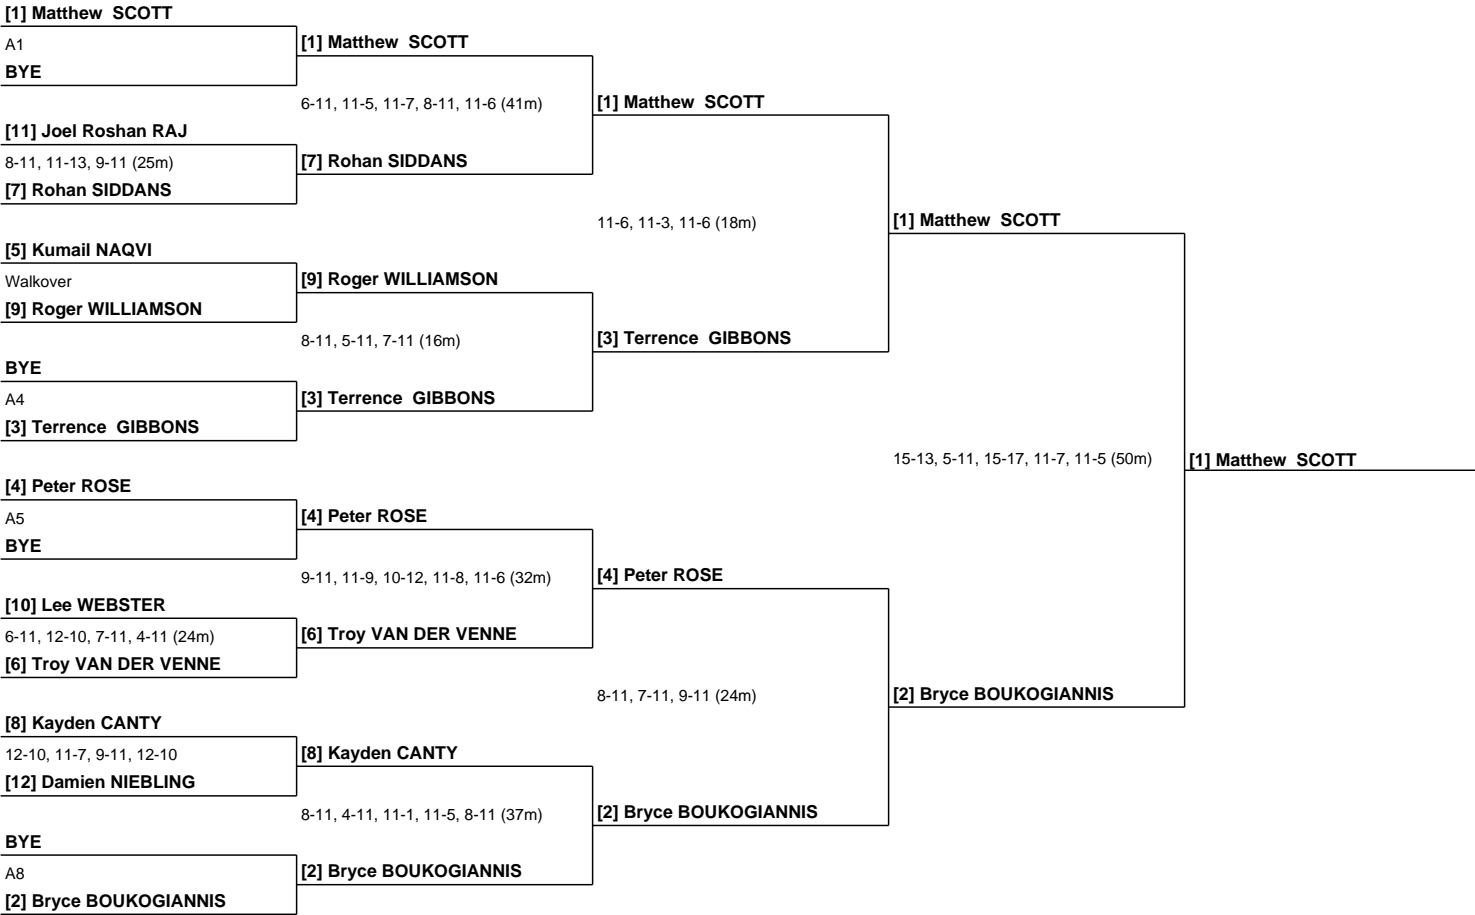 [1] Matthew  SCOTT
A1
BYE
[11] Joel Roshan RAJ
8-11, 11-13, 9-11 (25m)
[7] Rohan SIDDANS
[5] Kumail NAQVI
Walkover
[9] Roger WILLIAMSON
BYE
A4
[3] Terrence  GIBBONS
[4] Peter ROSE
A5
BYE
[10] Lee WEBSTER
6-11, 12-10, 7-11, 4-11 (24m)
[6] Troy VAN DER VENNE
[8] Kayden CANTY
12-10, 11-7, 9-11, 12-10
[12] Damien NIEBLING
BYE
A8
[2] Bryce BOUKOGIANNIS
[1] Matthew  SCOTT
6-11, 11-5, 11-7, 8-11, 11-6 (41m)
[7] Rohan SIDDANS
[9] Roger WILLIAMSON
8-11, 5-11, 7-11 (16m)
[3] Terrence  GIBBONS
[4] Peter ROSE
9-11, 11-9, 10-12, 11-8, 11-6 (32m)
[6] Troy VAN DER VENNE
[8] Kayden CANTY
8-11, 4-11, 11-1, 11-5, 8-11 (37m)
[2] Bryce BOUKOGIANNIS
[1] Matthew  SCOTT
11-6, 11-3, 11-6 (18m)
[3] Terrence  GIBBONS
[4] Peter ROSE
8-11, 7-11, 9-11 (24m)
[2] Bryce BOUKOGIANNIS
[1] Matthew  SCOTT
15-13, 5-11, 15-17, 11-7, 11-5 (50m)
[2] Bryce BOUKOGIANNIS
[1] Matthew  SCOTT